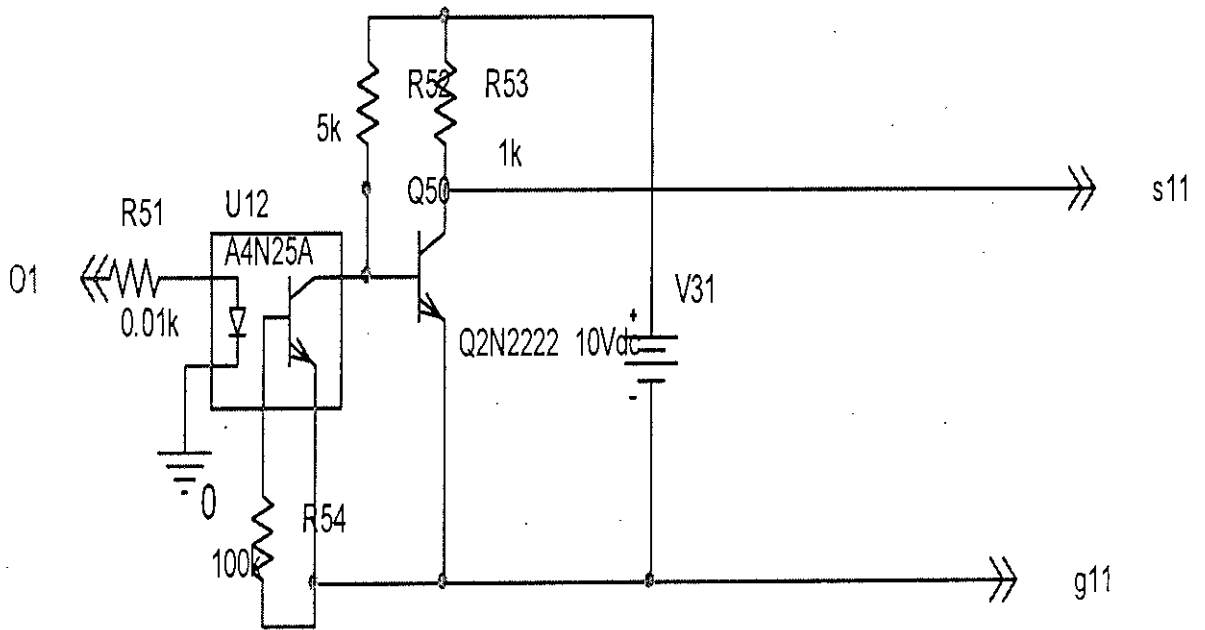 R52
R53
5k
1k
Q50
s11
R51
U12
A4N25A
O1
0.01k
V31
+
Q2N2222
10Vdc
-
0
R54
100k
g11